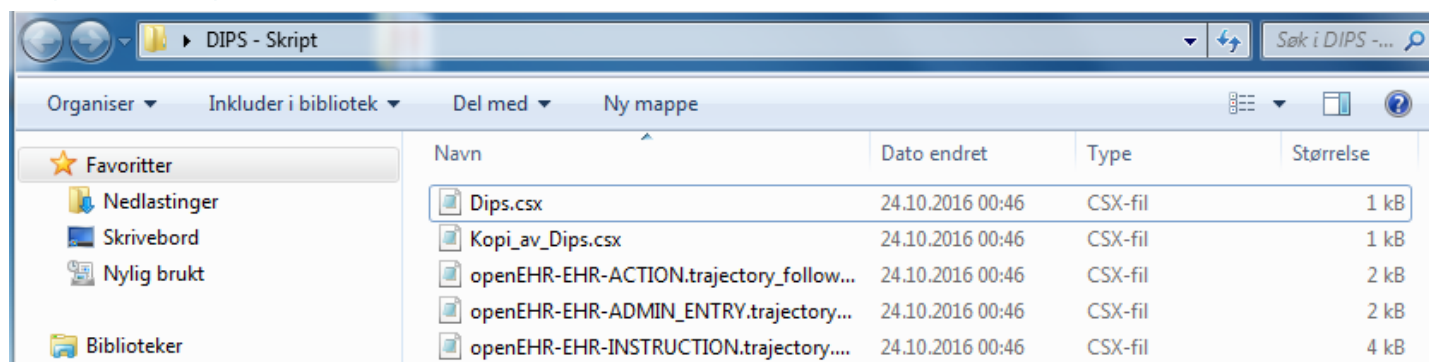 DIPS - Skript Søk i DIPS -...
Organiser Inkluder i bibliotek Del med Ny mappe
Favoritter
Nedlastinger
Skrivebord
Nylig brukt
Biblioteker
Navn Dato endret Type Størrelse
Dips.csx 24.10.2016 00:46 CSX-fil 1 kB
Kopi_av_Dips.csx 24.10.2016 00:46 CSX-fil 1 kB
openEHR-EHR-ACTION.trajectory_follow... 24.10.2016 00:46 CSX-fil 2 kB
openEHR-EHR-ADMIN_ENTRY.trajectory... 24.10.2016 00:46 CSX-fil 2 kB
openEHR-EHR-INSTRUCTION.trajectory.... 24.10.2016 00:46 CSX-fil 4 kB